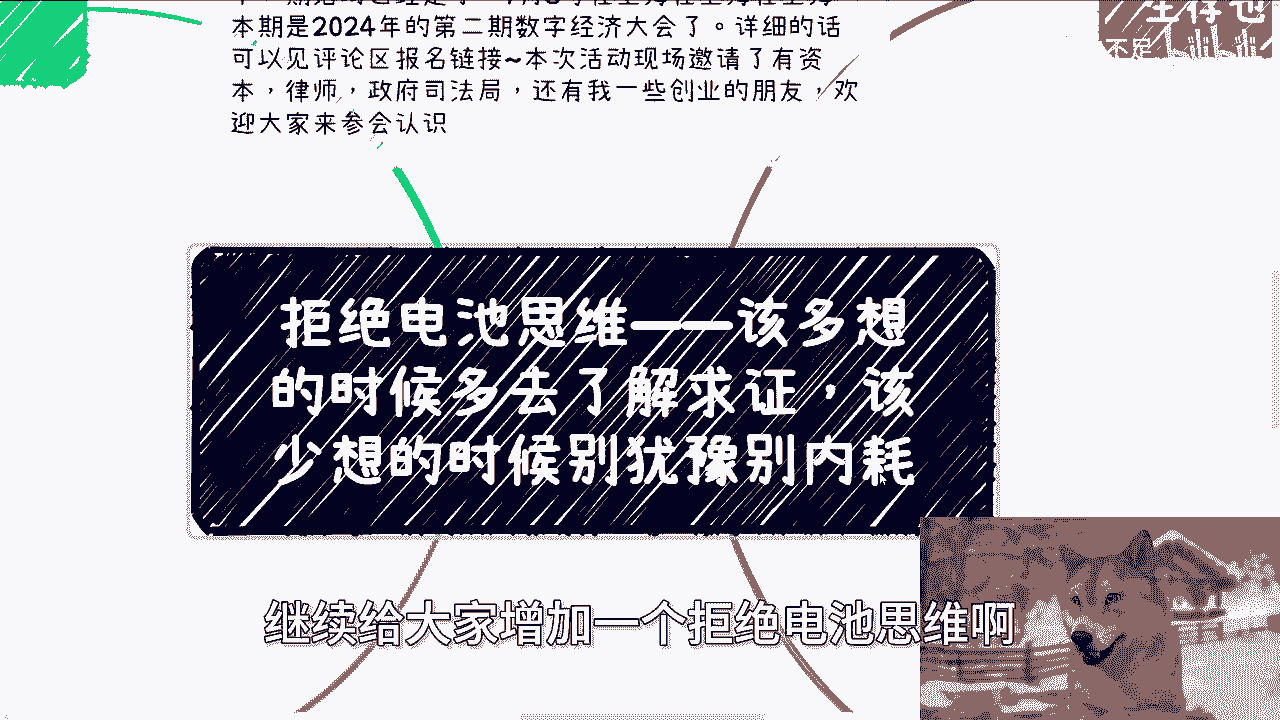 本期是2024年的第二期数字经济大会了。详细的话
可以见评论区报名链接~本次活动现场邀请了有资
本，律师，政府司法局，还有我一些创业的朋友，欢
迎大家来参会认识
生存也
不足
拒绝电池思维——该多想
的时候多去了解求证，该
少想的时候别犹豫别内耗
继续给大家增加一个拒绝电池思维啊